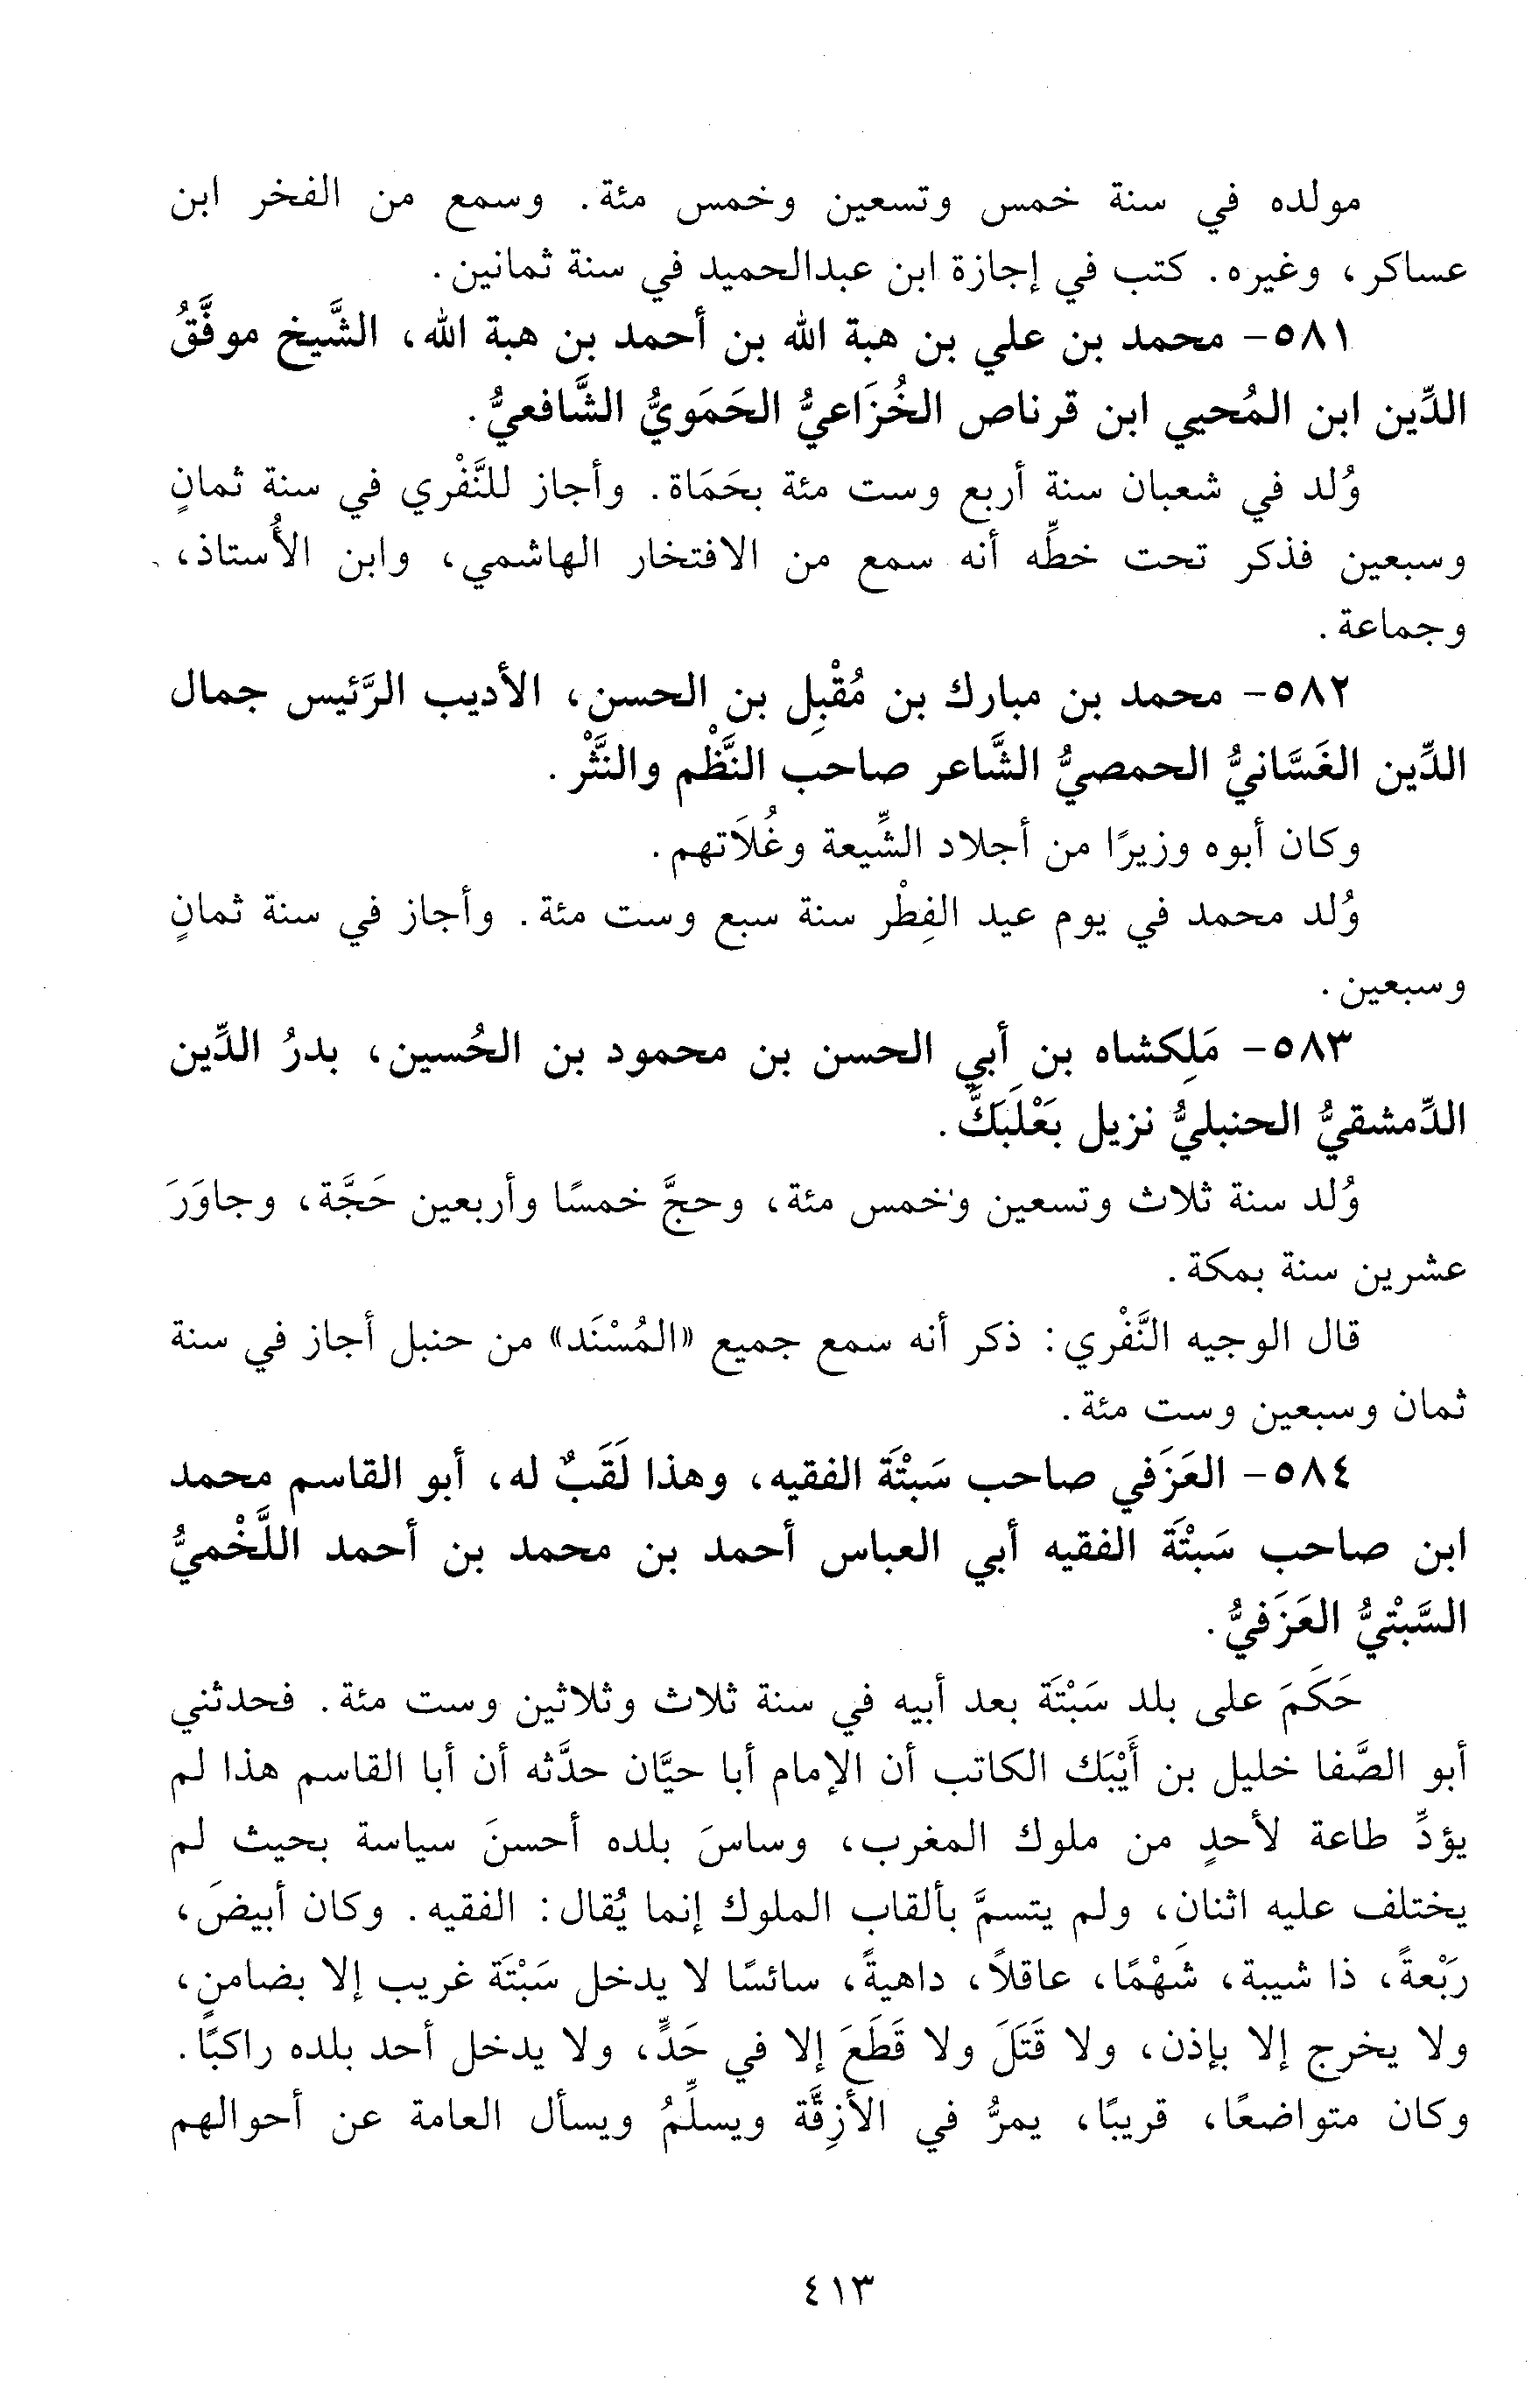 مولده في سنة خمس وتسعين وخمس مئة. وسمع من الفخر ابن
عساكر، وغيره. كتب في إجازة ابن عبدالحميد في سنة ثمانين.
٥٨١- محمد بن علي بن هبة الله بن أحمد بن هبة الله، الشَّيخ موفَّقُ
الدِّين ابن المُحيي ابن قرناص الخُزَاعيُّ الحَمَويُّ الشَّافعيُّ.
وُلد في شعبان سنة أربع وست مئة بحَمَاة. وأجاز للنَّفْري في سنة ثمانٍ
وسبعين فذكر تحت خطِّه أنه سمع من الافتخار الهاشمي، وابن الأُستاذ،
وجماعة.
٥٨٢- محمد بن مبارك بن مُقْبِل بن الحسن، الأديب الرَّئيس جمال
الدِّين الغَسَّانيُّ الحمصيُّ الشَّاعر صاحب النَّظْم والنَّثْر.
وكان أبوه وزيرًا من أجلاد الشِّيعة وغُلَاتهم.
وُلد محمد في يوم عيد الفِطْر سنة سبع وست مئة. وأجاز في سنة ثمانٍ
وسبعين.
٥٨٣- مَلِكشاه بن أبي الحسن بن محمود بن الحُسين، بدرُ الدِّين
الدِّمشقيُّ الحنبليُّ نزيل بَعْلَبَكَّ.
وُلد سنة ثلاث وتسعين وخمس مئة، وحجَّ خمسًا وأربعين حَجَّة، وجاوَرَ
عشرين سنة بمكة.
قال الوجيه النَّفْري: ذكر أنه سمع جميع «المُسْنَد» من حنبل أجاز في سنة
ثمان وسبعين وست مئة.
٥٨٤- العَزَفي صاحب سَبْتَة الفقيه، وهذا لَقَبٌ له، أبو القاسم محمد
ابن صاحب سَبْتَة الفقيه أبي العباس أحمد بن محمد بن أحمد اللَّخْميُّ
السَّبْتيُّ العَزَفيُّ.
حَكَمَ على بلد سَبْتَة بعد أبيه في سنة ثلاث وثلاثين وست مئة. فحدثني
أبو الصَّفا خليل بن أَيْبَك الكاتب أن الإمام أبا حيَّان حدَّثه أن أبا القاسم هذا لم
يؤدِّ طاعة لأحدٍ من ملوك المغرب، وساسَ بلده أحسنَ سياسة بحيث لم
يختلف عليه اثنان، ولم يتسمَّ بألقاب الملوك إنما يُقال: الفقيه. وكان أبيضَ،
رَبْعةً، ذا شيبة، شَهْمًا، عاقلاً، داهيةً، سائسًا لا يدخل سَبْتَة غريب إلا بضامنٍ،
ولا يخرج إلا بإذن، ولا قَتَلَ ولا قَطَعَ إلا في حَدٍّ، ولا يدخل أحد بلده راكبًا.
وكان متواضعًا، قريبًا، يمرُّ في الأزِقَّة ويسلِّمُ ويسأل العامة عن أحوالهم
٤١٣